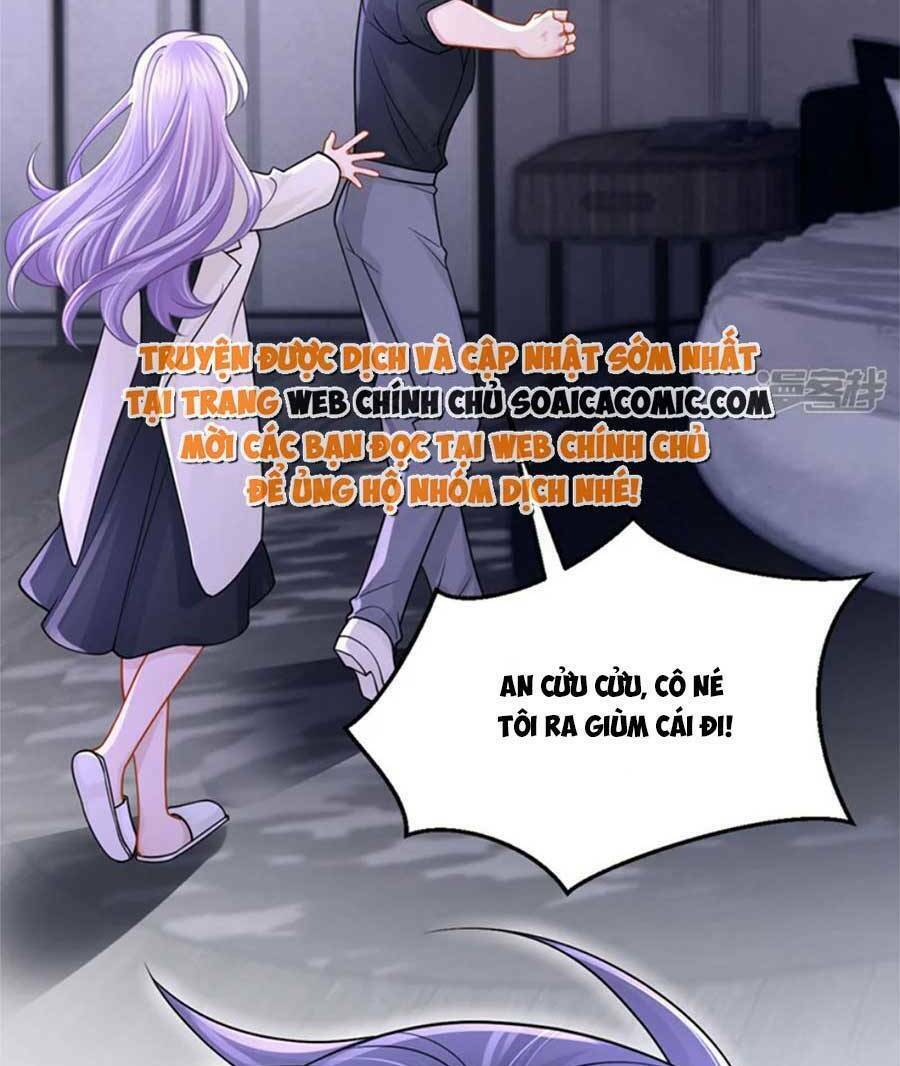 TRUYỆN ĐƯỢC DỊCH VÀ CẬP NHẬT SỚM NHẤT
TẠI TRANG WEB CHÍNH CHỦ SOAICACOMIC.COM
MỜI CÁC BẠN ĐỌC TẠI WEB CHÍNH CHỦ
ĐỂ ỦNG HỘ NHÓM DỊCH NHÉ!
AN CỬU CỬU, CÔ NÉ
TÔI RA GIÙM CÁI ĐI!